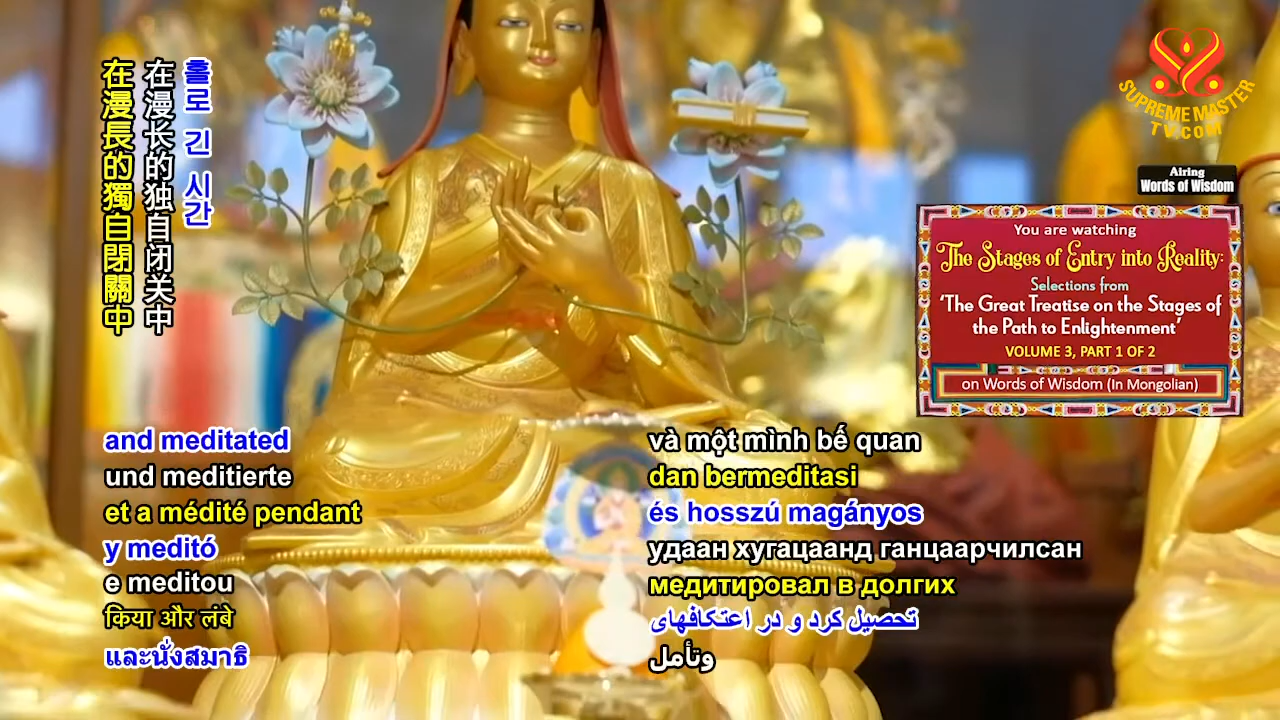 在漫長的獨自閉關中
在漫长的独自闭关中
홀로 긴 시간
SUPREME MASTER
TV.COM
Airing
Words of Wisdom
You are watching
The Stages of Entry into Reality:
Selections from
‘The Great Treatise on the Stages of
the Path to Enlightenment’
VOLUME 3, PART 1 OF 2
on Words of Wisdom (In Mongolian)
and meditated
und meditierte
et a médité pendant
y meditó
e meditou
किया और लंबे
และนั่งสมาธิ
và một mình bế quan
dan bermeditasi
és hosszú magányos
удаан хугацаанд ганцаарчилсан
медитировал в долгих
تحصیل کرد و در اعتکافهای
وتأمل